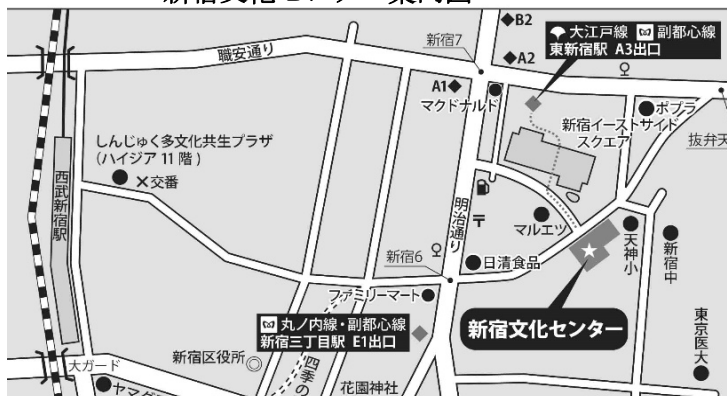 新宿文化センター案内図
◆B2
大江戸線 副都心線
東新宿駅 A3出口
新宿7
職安通り
◆A2
A1◆
マクドナルド
ポプラ
新宿イーストサイド
スクエア
抜弁天
しんじゅく多文化共生プラザ
(ハイジア11階)
×交番
西武新宿駅
明治通り
〒
マルエツ
天神小
新宿中
新宿6
日清食品
ファミリーマート
丸ノ内線・副都心線
新宿三丁目駅 E1出口
新宿文化センター
東京医大
新宿区役所◎
大ガード
四季の
花園神社
ヤマダ